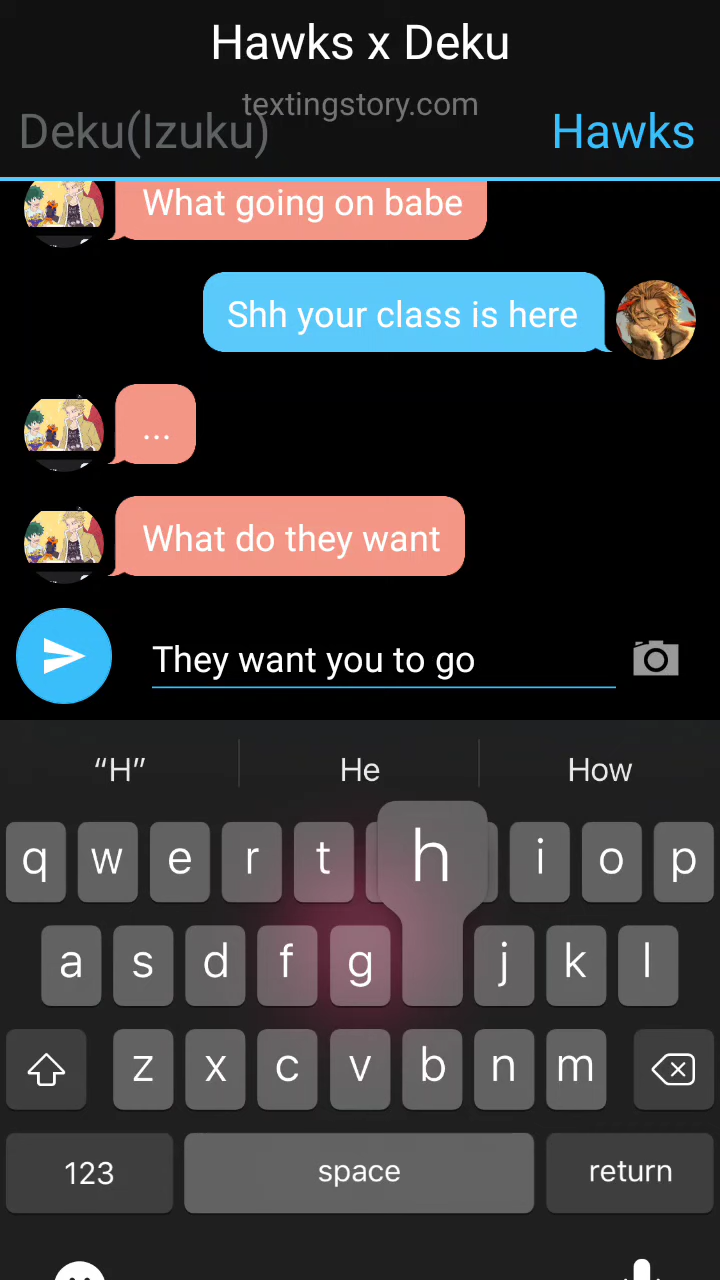 Hawks x Deku
textingstory.com
Deku(Izuku)
Hawks
What going on babe
Shh your class is here
...
What do they want
They want you to go
“H”
He
How
q w e r t h i o p
a s d f g j k l
z x c v b n m
123
space
return